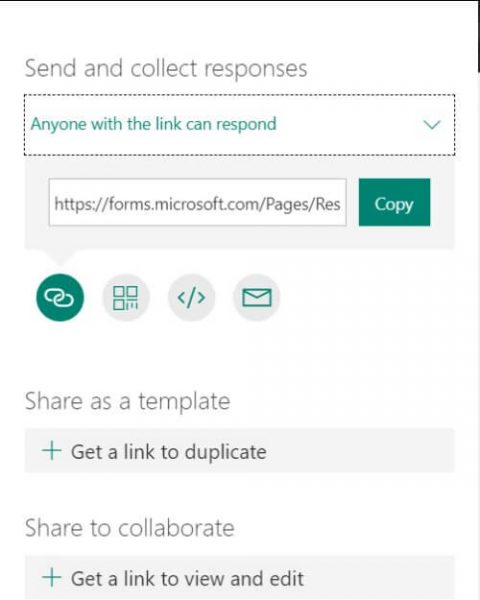 Send and collect responses
Anyone with the link can respond
https://forms.microsoft.com/Pages/Res
Copy
</>
Share as a template
+ Get a link to duplicate
Share to collaborate
+ Get a link to view and edit